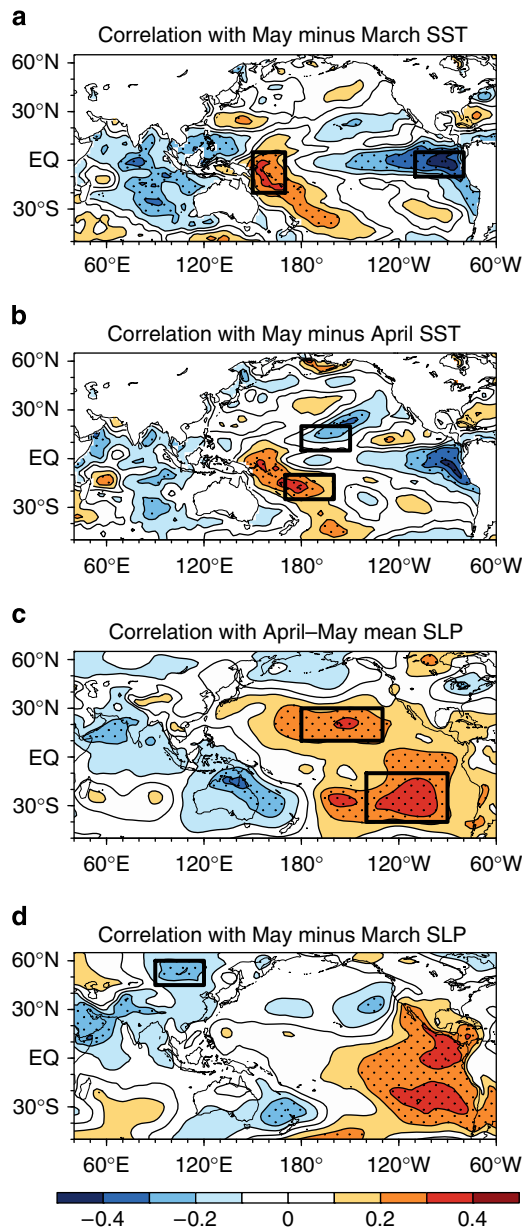 a
Correlation with May minus March SST
60°N
30°N
EQ
30°S
60°E 120°E 180° 120°W 60°W
b
Correlation with May minus April SST
60°N
30°N
EQ
30°S
60°E 120°E 180° 120°W 60°W
c
Correlation with April–May mean SLP
60°N
30°N
EQ
30°S
60°E 120°E 180° 120°W 60°W
d
Correlation with May minus March SLP
60°N
30°N
EQ
30°S
60°E 120°E 180° 120°W 60°W
−0.4 −0.2 0 0.2 0.4